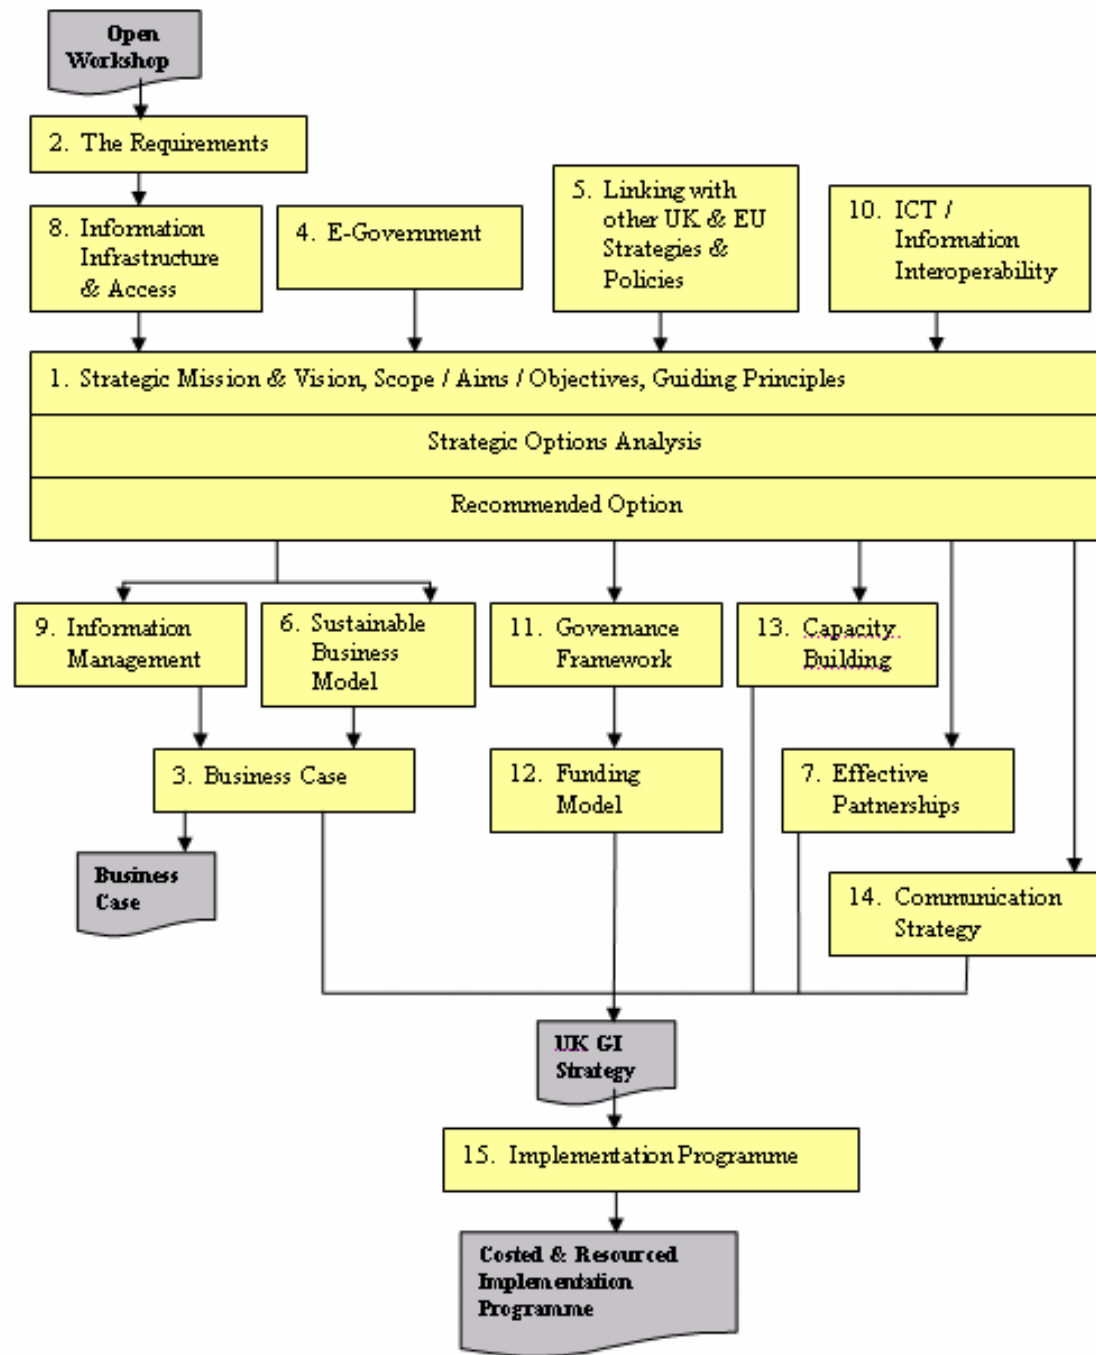 Open
Workshop
2. The Requirements
8. Information
Infrastructure
& Access
4. E-Government
5. Linking with
other UK & EU
Strategies &
Policies
10. ICT /
Information
Interoperability
1. Strategic Mission & Vision, Scope / Aims / Objectives, Guiding Principles
Strategic Options Analysis
Recommended Option
9. Information
Management
6. Sustainable
Business
Model
11. Governance
Framework
13. Capacity
Building
3. Business Case
12. Funding
Model
7. Effective
Partnerships
Business
Case
14. Communication
Strategy
UK GI
Strategy
15. Implementation Programme
Costed & Resourced
Implementation
Programme